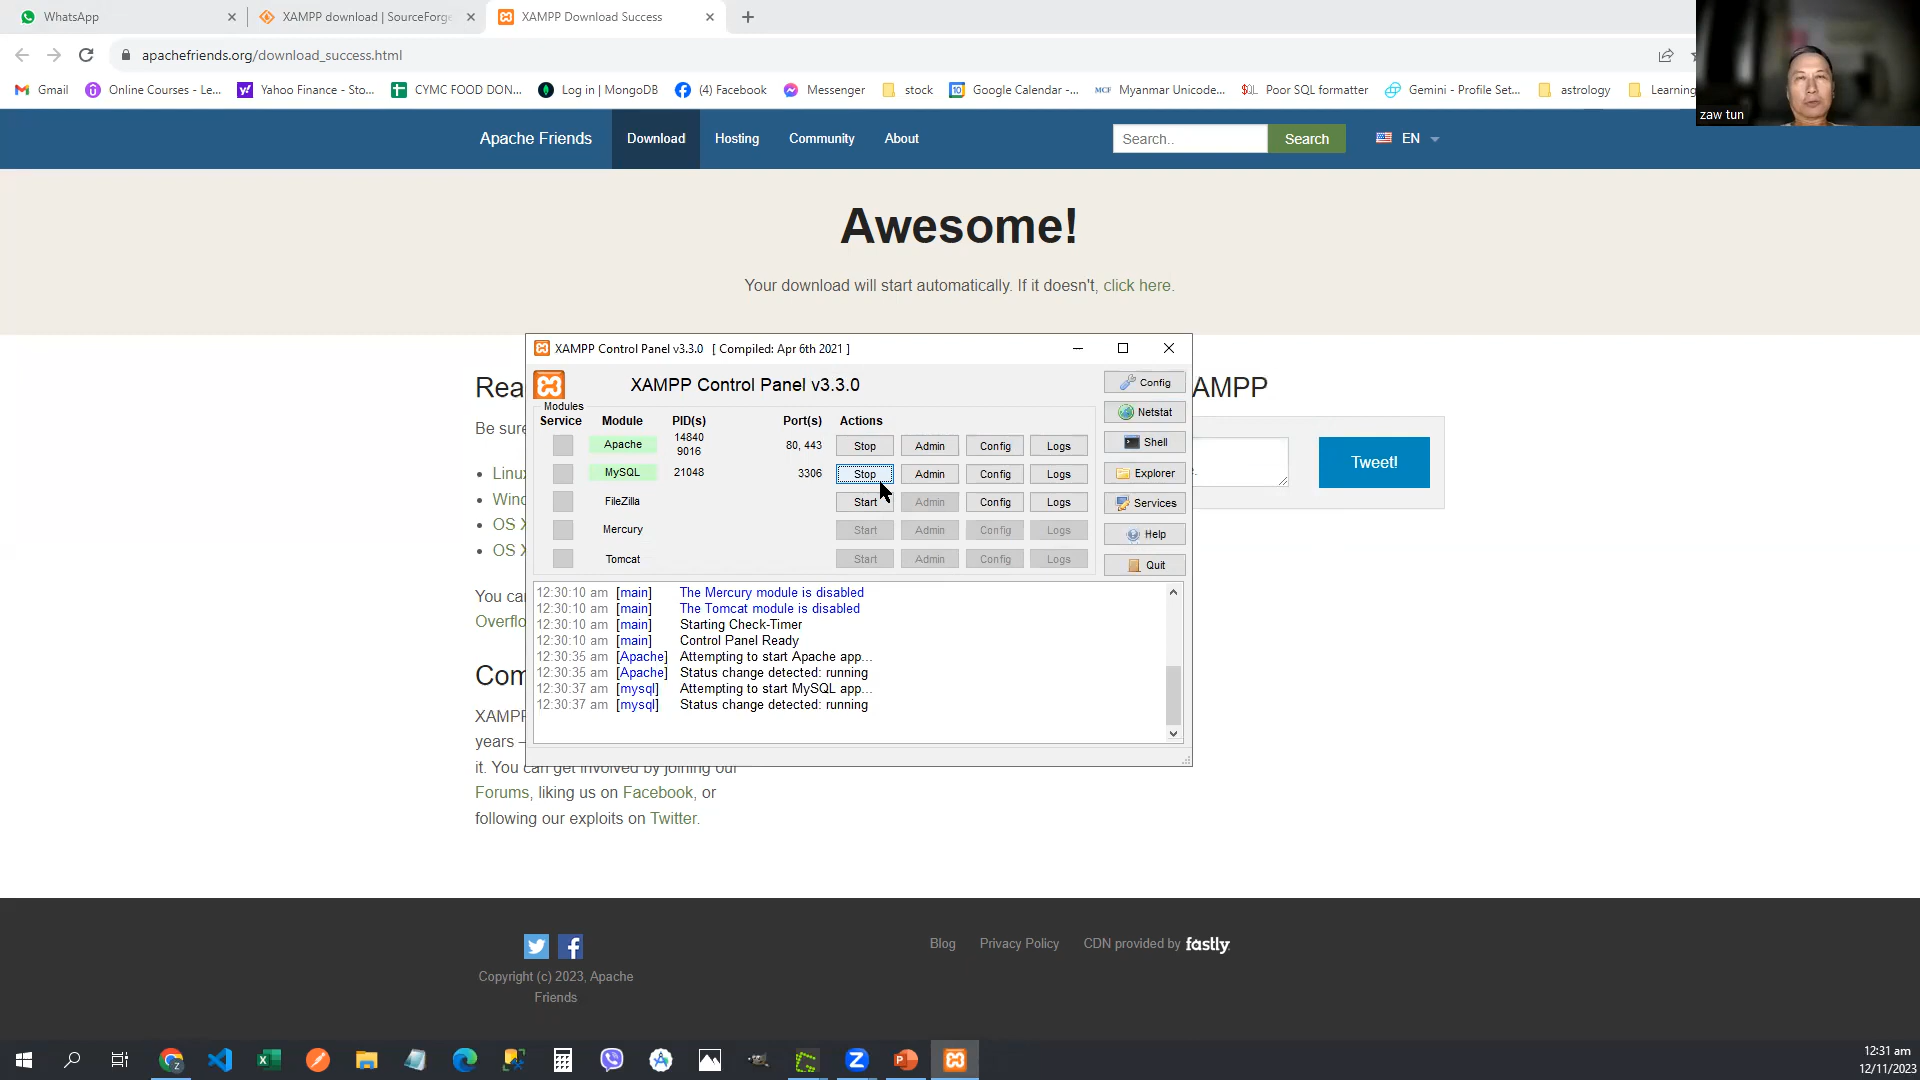 WhatsApp
XAMPP download | SourceForge
XAMPP Download Success
apachefriends.org/download_success.html
Gmail
Online Courses - Le...
Yahoo Finance - Sto...
CYMC FOOD DON...
Log in | MongoDB
(4) Facebook
Messenger
stock
Google Calendar -...
MCF Myanmar Unicode...
Poor SQL formatter
Gemini - Profile Set...
astrology
Learning
zaw tun
Apache Friends
Download
Hosting
Community
About
Search..
Search
EN
Awesome!
Your download will start automatically. If it doesn't, click here.
XAMPP Control Panel v3.3.0 [ Compiled: Apr 6th 2021 ]
XAMPP Control Panel v3.3.0
Config
Modules
Service Module PID(s) Port(s) Actions
Netstat
Apache 14840 9016 80, 443 Stop Admin Config Logs
Shell
MySQL 21048 3306 Stop Admin Config Logs
Explorer
FileZilla Start Admin Config Logs
Services
Mercury Start Admin Config Logs
Help
Tomcat Start Admin Config Logs
Quit
12:30:10 am [main] The Mercury module is disabled
12:30:10 am [main] The Tomcat module is disabled
12:30:10 am [main] Starting Check-Timer
12:30:10 am [main] Control Panel Ready
12:30:35 am [Apache] Attempting to start Apache app...
12:30:35 am [Apache] Status change detected: running
12:30:37 am [mysql] Attempting to start MySQL app...
12:30:37 am [mysql] Status change detected: running
Rea
AMPP
Be sure
Linux
Wind
OS X
OS X
Tweet!
You can
Overflo
Com
XAMPP
years –
it. You can get involved by joining our
Forums, liking us on Facebook, or
following our exploits on Twitter.
Blog
Privacy Policy
CDN provided by fastly
Copyright (c) 2023, Apache
Friends
12:31 am
12/11/2023